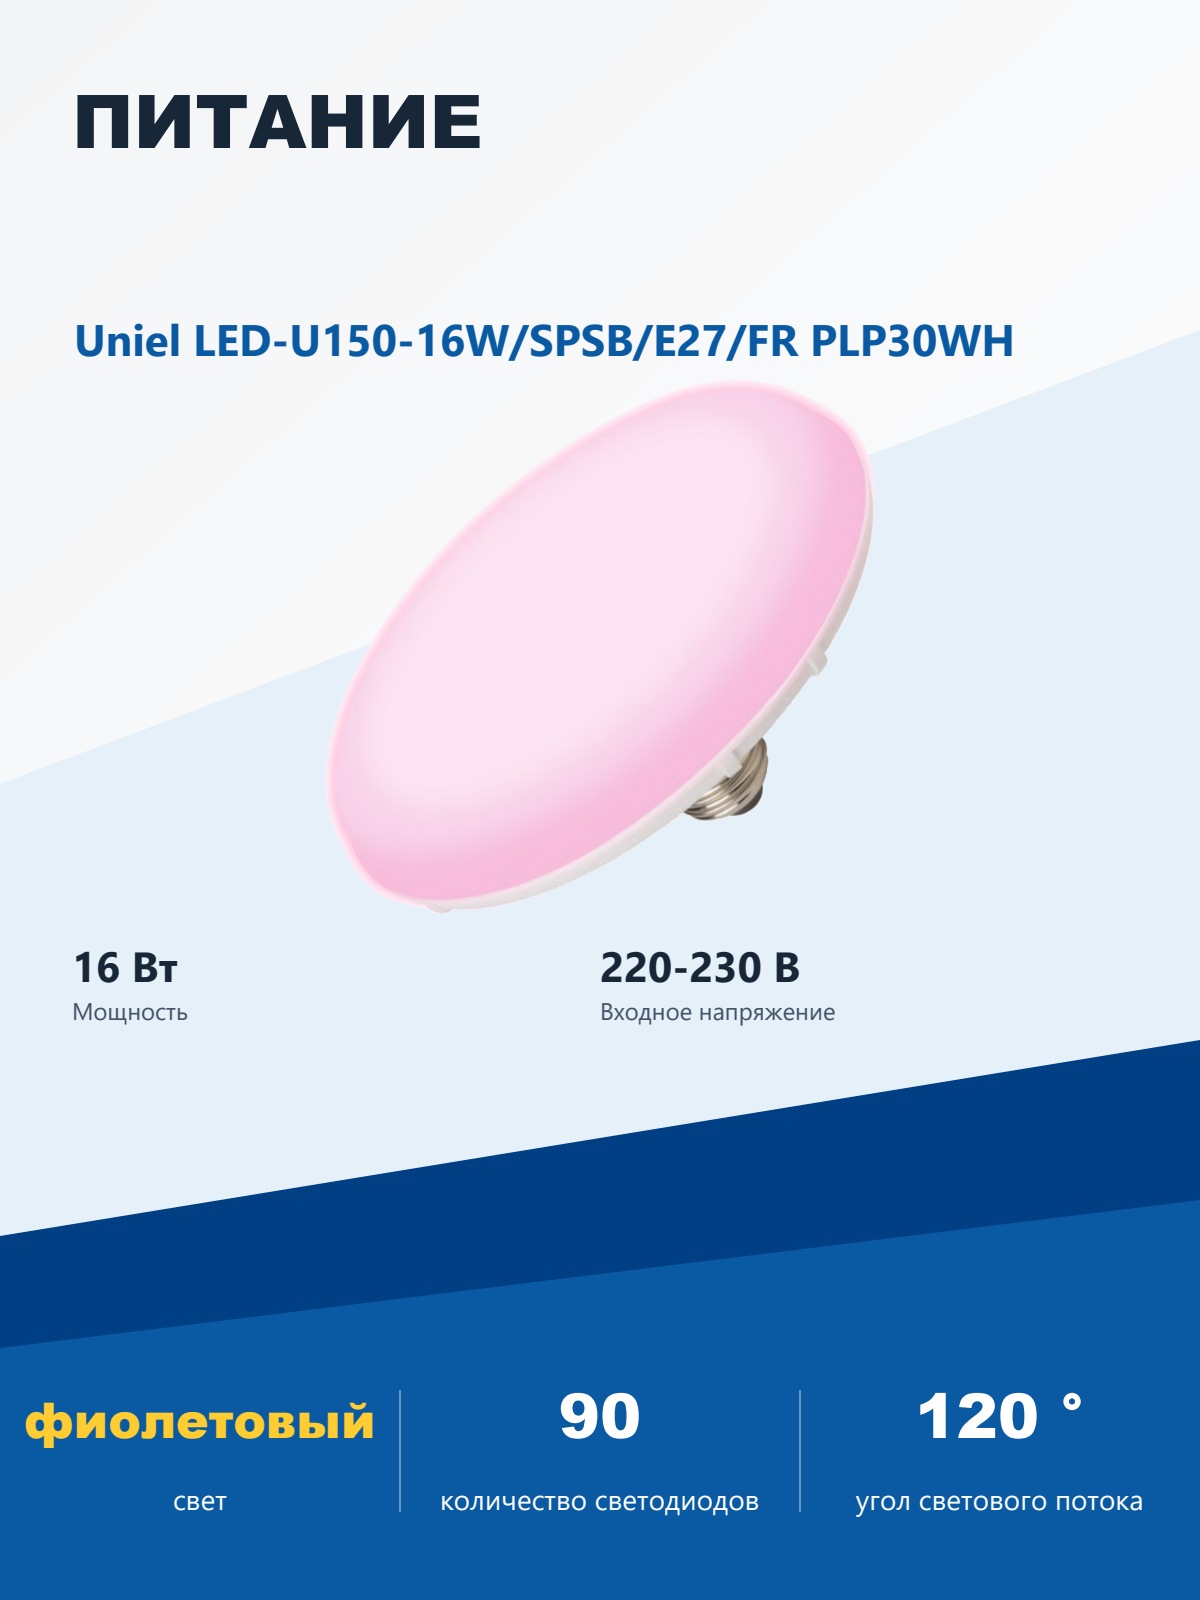 ПИТАНИЕ
Uniel LED-U150-16W/SPSB/E27/FR PLP30WH
16 Вт
Мощность
220-230 В
Входное напряжение
фиолетовый
свет
90
количество светодиодов
120 °
угол светового потока